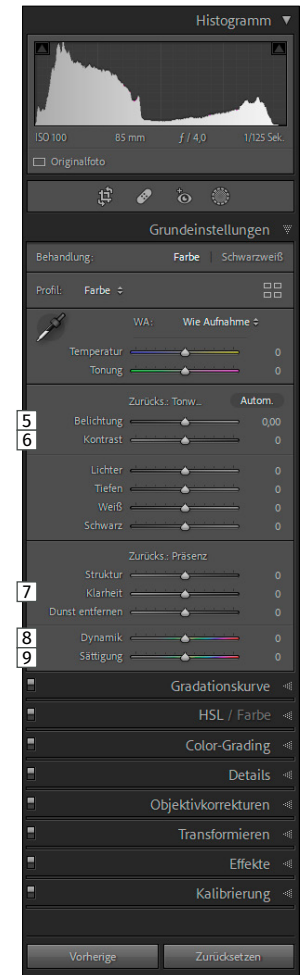 Histogramm
ISO 100 85 mm ƒ / 4,0 1/125 Sek.
Originalfoto
Grundeinstellungen
Behandlung: Farbe Schwarzweiß
Profil: Farbe
WA: Wie Aufnahme
Temperatur 0
Tonung 0
Zurücks.: Tonw... Autom.
5 Belichtung 0,00
6 Kontrast 0
Lichter 0
Tiefen 0
Weiß 0
Schwarz 0
Zurücks.: Präsenz
Struktur 0
7 Klarheit 0
Dunst entfernen 0
8 Dynamik 0
9 Sättigung 0
Gradationskurve
HSL / Farbe
Color-Grading
Details
Objektivkorrekturen
Transformieren
Effekte
Kalibrierung
Vorherige Zurücksetzen